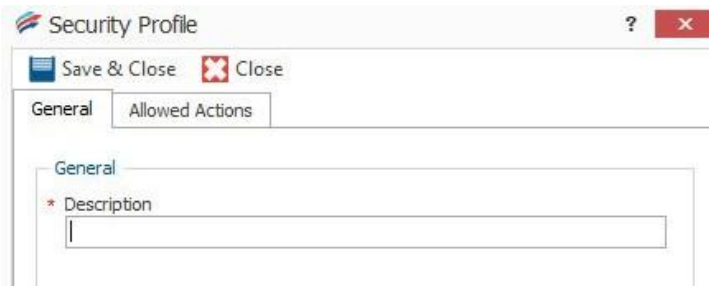 Security Profile ?
Save & Close Close
General Allowed Actions
General
* Description